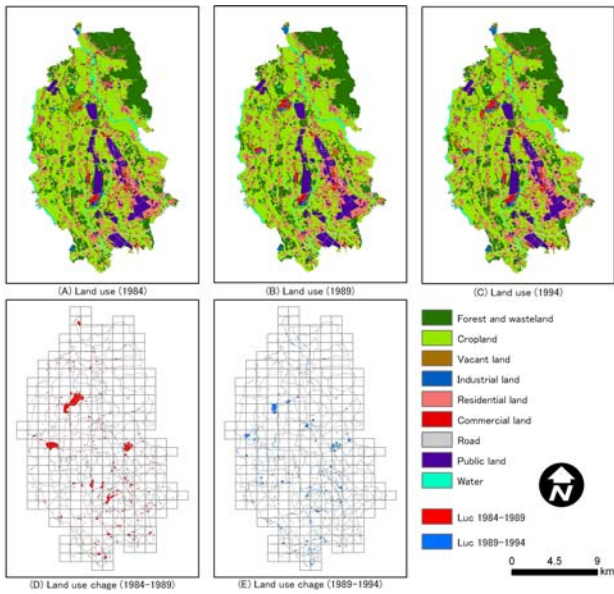 (A) Land use (1984)
(B) Land use (1989)
(C) Land use (1994)
Forest and wasteland
Cropland
Vacant land
Industrial land
Residential land
Commercial land
Road
Public land
Water
N
Luc 1984-1989
Luc 1989-1994
0 4.5 9
km
(D) Land use chage (1984-1989)
(E) Land use chage (1989-1994)